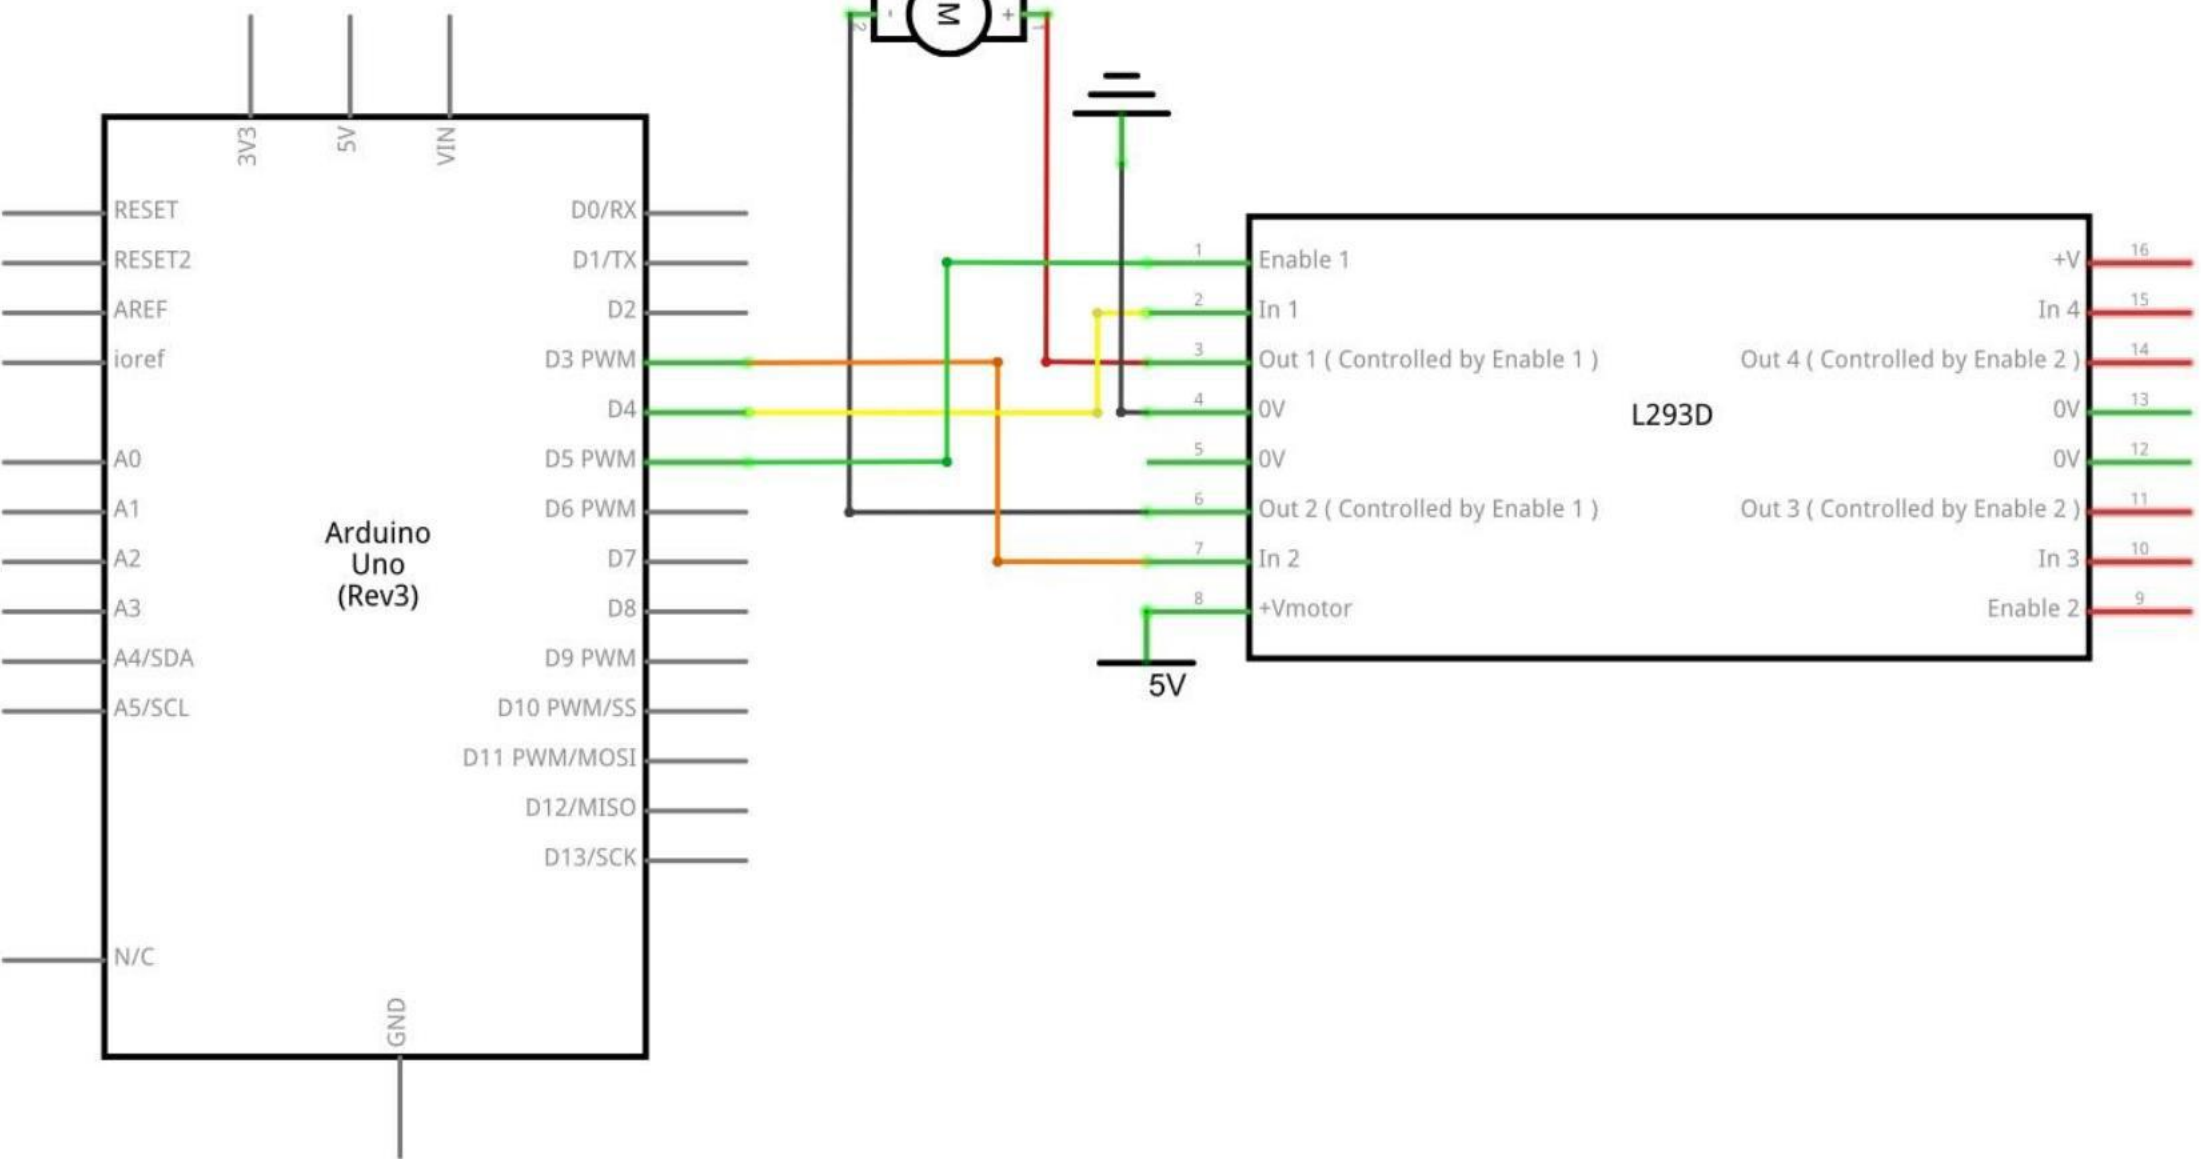 2
-
M
+
1
3V3
5V
VIN
RESET
RESET2
AREF
ioref
A0
A1
A2
A3
A4/SDA
A5/SCL
N/C
Arduino
Uno
(Rev3)
GND
D0/RX
D1/TX
D2
D3 PWM
D4
D5 PWM
D6 PWM
D7
D8
D9 PWM
D10 PWM/SS
D11 PWM/MOSI
D12/MISO
D13/SCK
1 Enable 1
2 In 1
3 Out 1 ( Controlled by Enable 1 )
4 0V
5 0V
6 Out 2 ( Controlled by Enable 1 )
7 In 2
8 +Vmotor
5V
L293D
+V 16
In 4 15
Out 4 ( Controlled by Enable 2 ) 14
0V 13
0V 12
Out 3 ( Controlled by Enable 2 ) 11
In 3 10
Enable 2 9